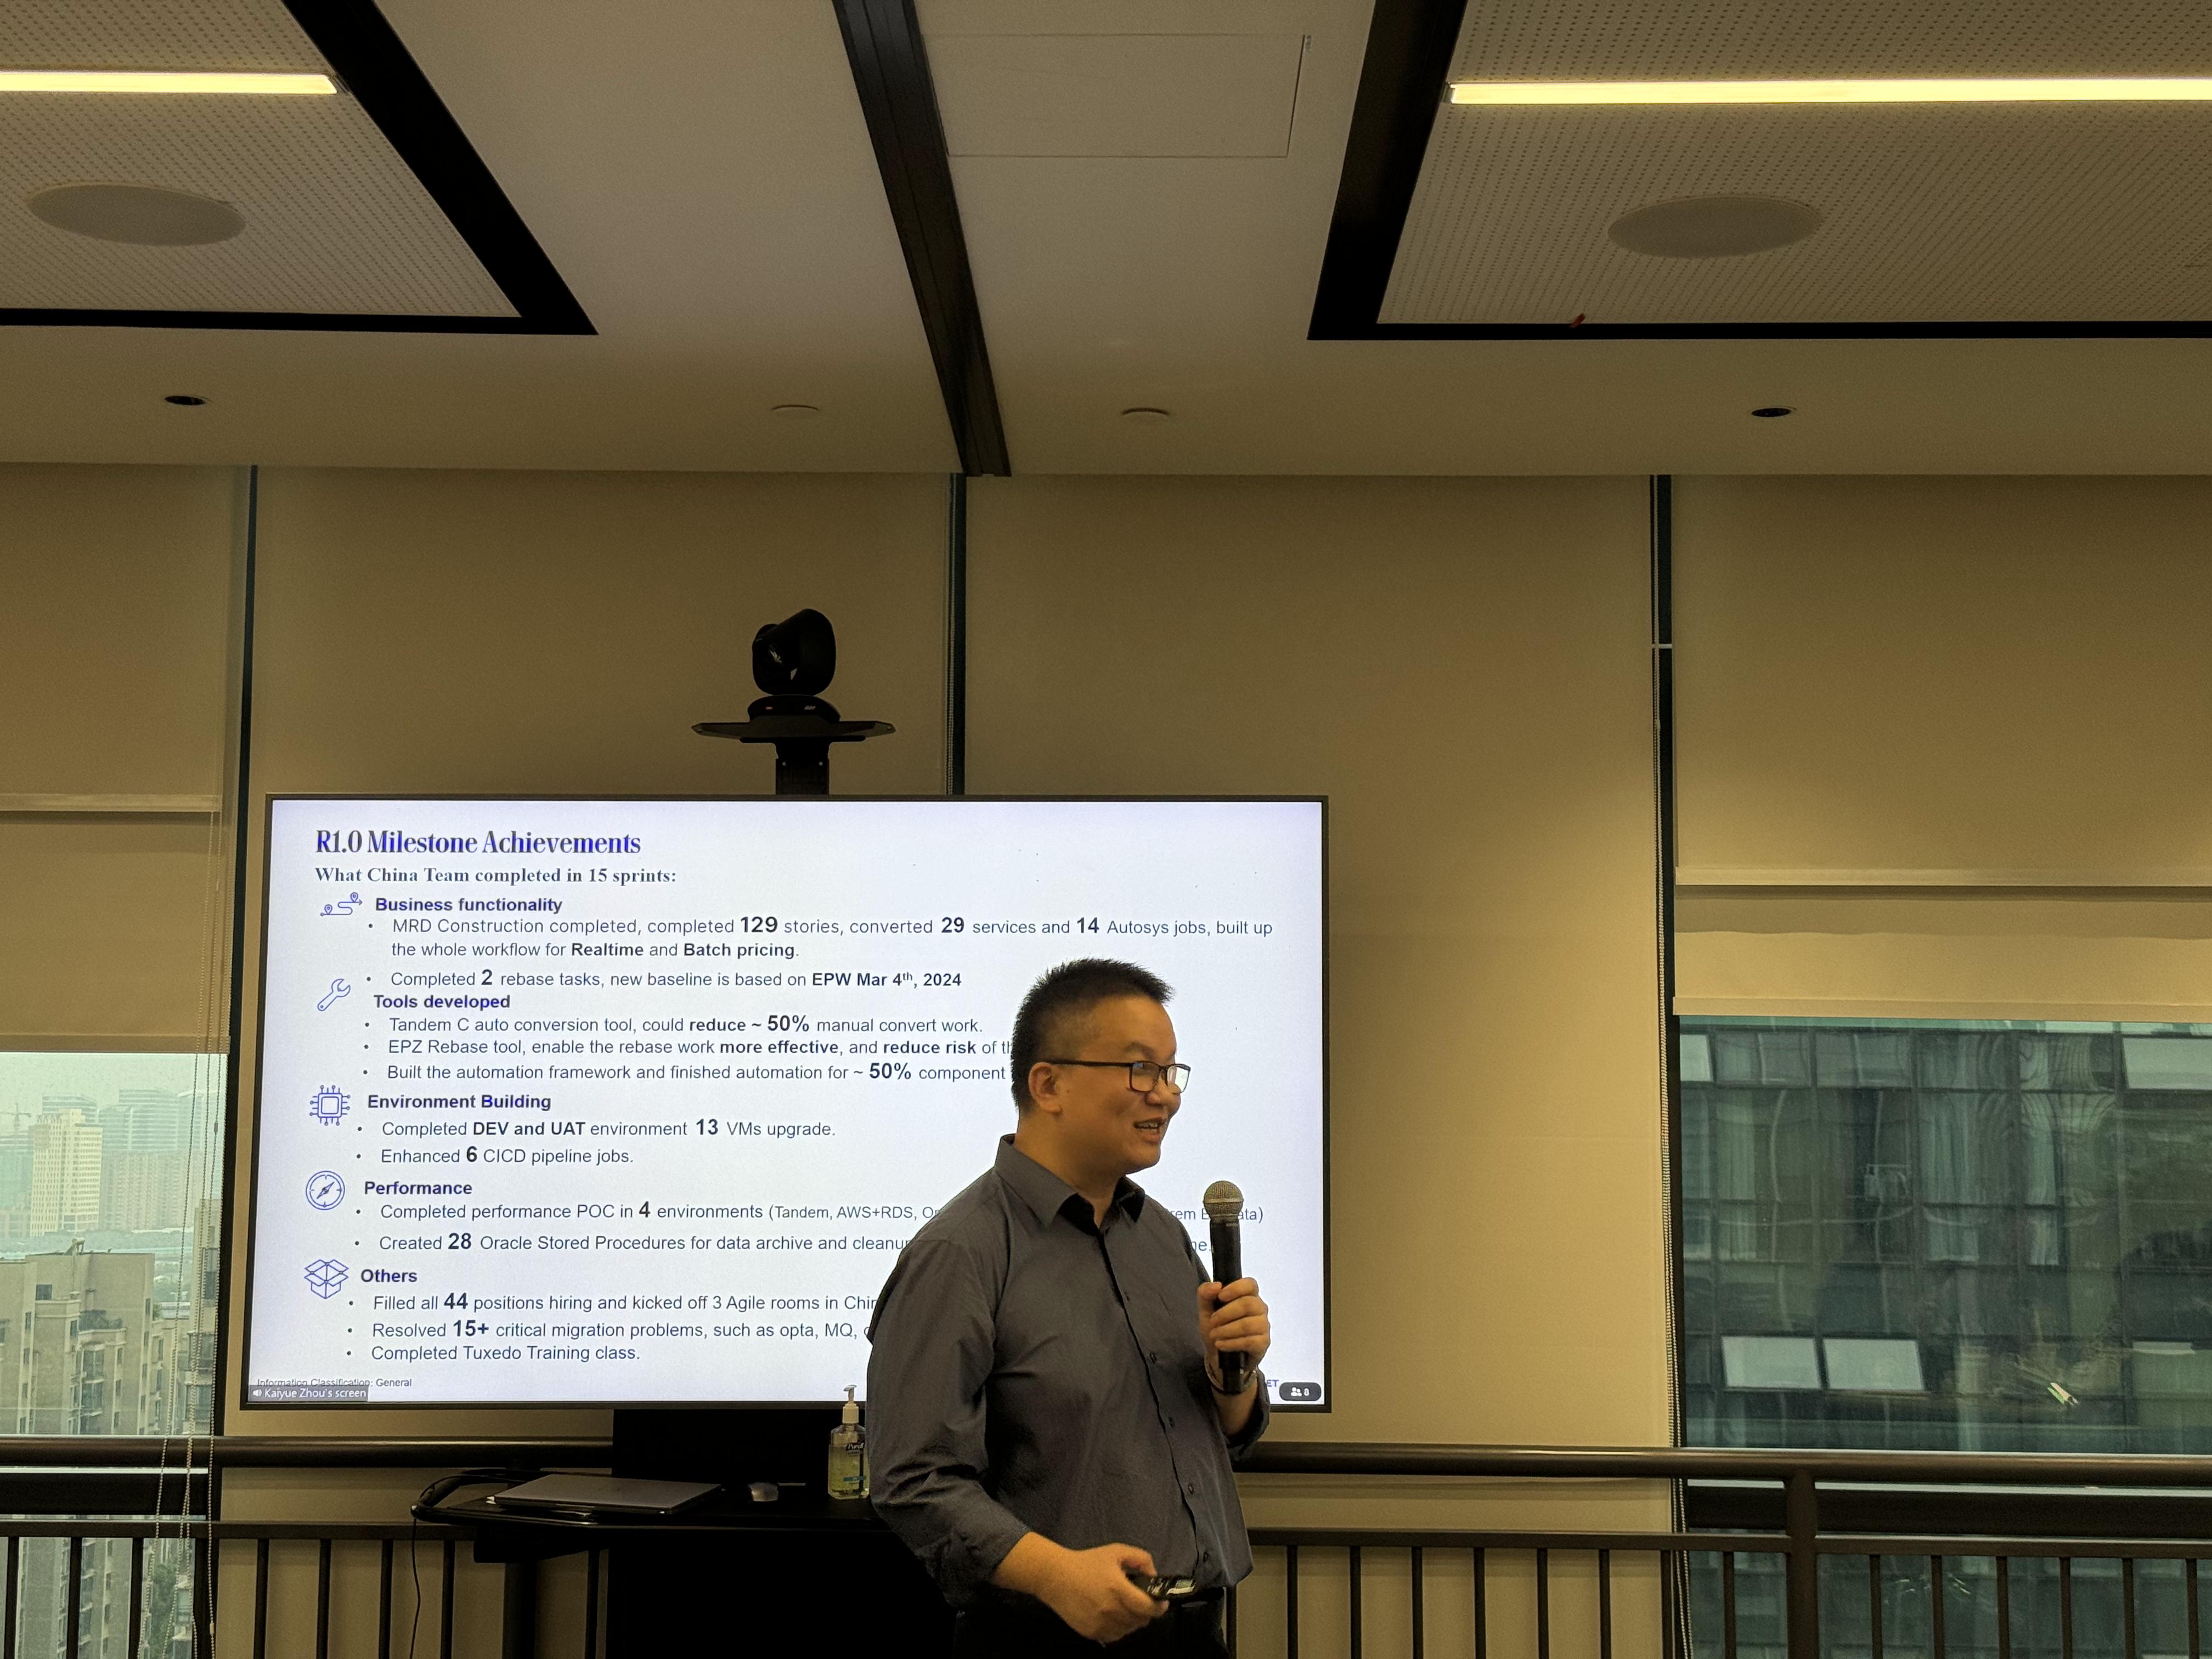 R1.0 Milestone Achievements
What China Team completed in 15 sprints:
Business functionality
• MRD Construction completed, completed 129 stories, converted 29 services and 14 Autosys jobs, built up
the whole workflow for Realtime and Batch pricing.
• Completed 2 rebase tasks, new baseline is based on EPW Mar 4th, 2024
Tools developed
• Tandem C auto conversion tool, could reduce ~ 50% manual convert work.
• EPZ Rebase tool, enable the rebase work more effective, and reduce risk of
• Built the automation framework and finished automation for ~ 50% component
Environment Building
• Completed DEV and UAT environment 13 VMs upgrade.
• Enhanced 6 CICD pipeline jobs.
Performance
• Completed performance POC in 4 environments (Tandem, AWS+RDS,
• Created 28 Oracle Stored Procedures for data archive and
Others
• Filled all 44 positions hiring and kicked off 3 Agile rooms in
• Resolved 15+ critical migration problems, such as opta, MQ,
• Completed Tuxedo Training class.
Information Classification: General
Kaiyue Zhou's screen
8
Purell